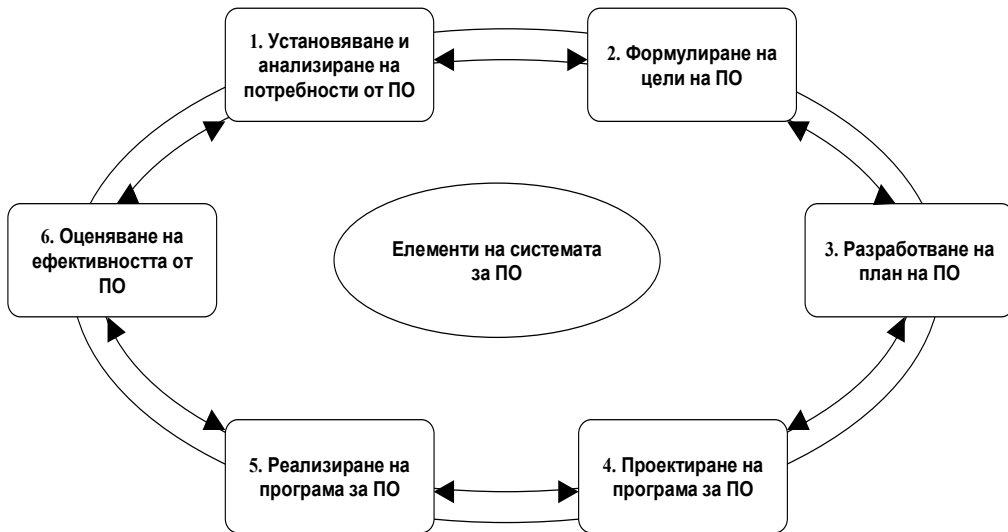 1. Установяване и
анализиране на
потребности от ПО
2. Формулиране на
цели на ПО
3. Разработване на
план на ПО
4. Проектиране на
програма за ПО
5. Реализиране на
програма за ПО
6. Оценяване на
ефективността от
ПО
Елементи на системата
за ПО